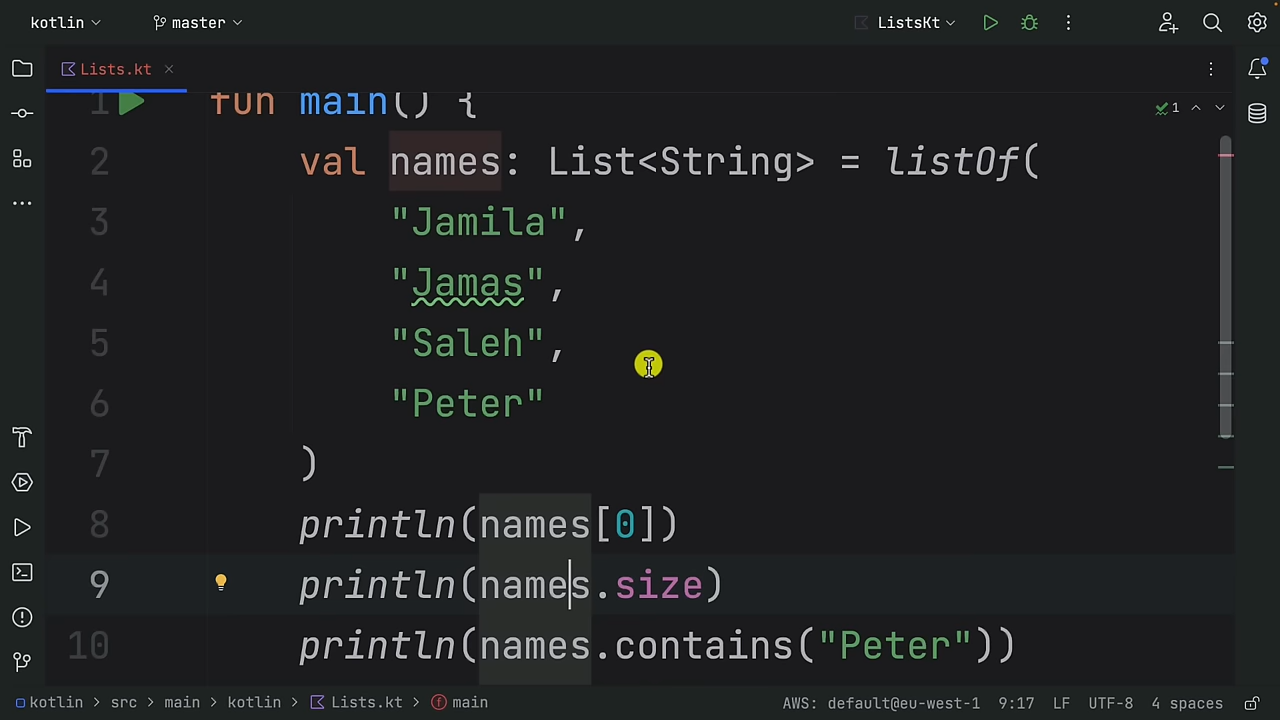 kotlin master ListsKt
Lists.kt
1 fun main() {
1
2 val names: List<String> = listOf(
3 "Jamila",
4 "Jamas",
5 "Saleh",
6 "Peter"
7 )
8 println(names[0])
9 println(names.size)
10 println(names.contains("Peter"))
kotlin > src > main > kotlin > Lists.kt > main AWS: default@eu-west-1 9:17 LF UTF-8 4 spaces